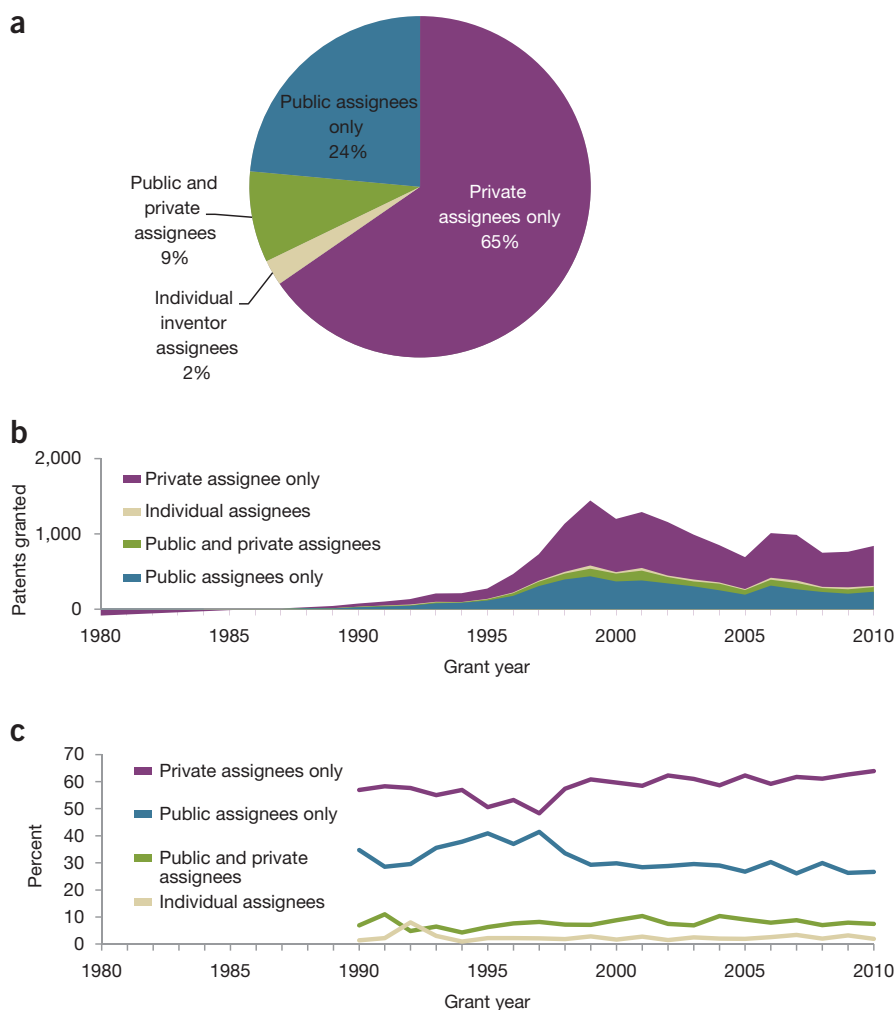 a
Public assignees
only
24%
Private
assignees only
65%
Public and
private
assignees
9%
Individual
inventor
assignees
2%
b
2,000
1,000
0
Patents granted
Private assignee only
Individual assignees
Public and private assignees
Public assignees only
1980 1985 1990 1995 2000 2005 2010
Grant year
c
70
60
50
40
30
20
10
0
Percent
Private assignees only
Public assignees only
Public and private
assignees
Individual assignees
1980 1985 1990 1995 2000 2005 2010
Grant year